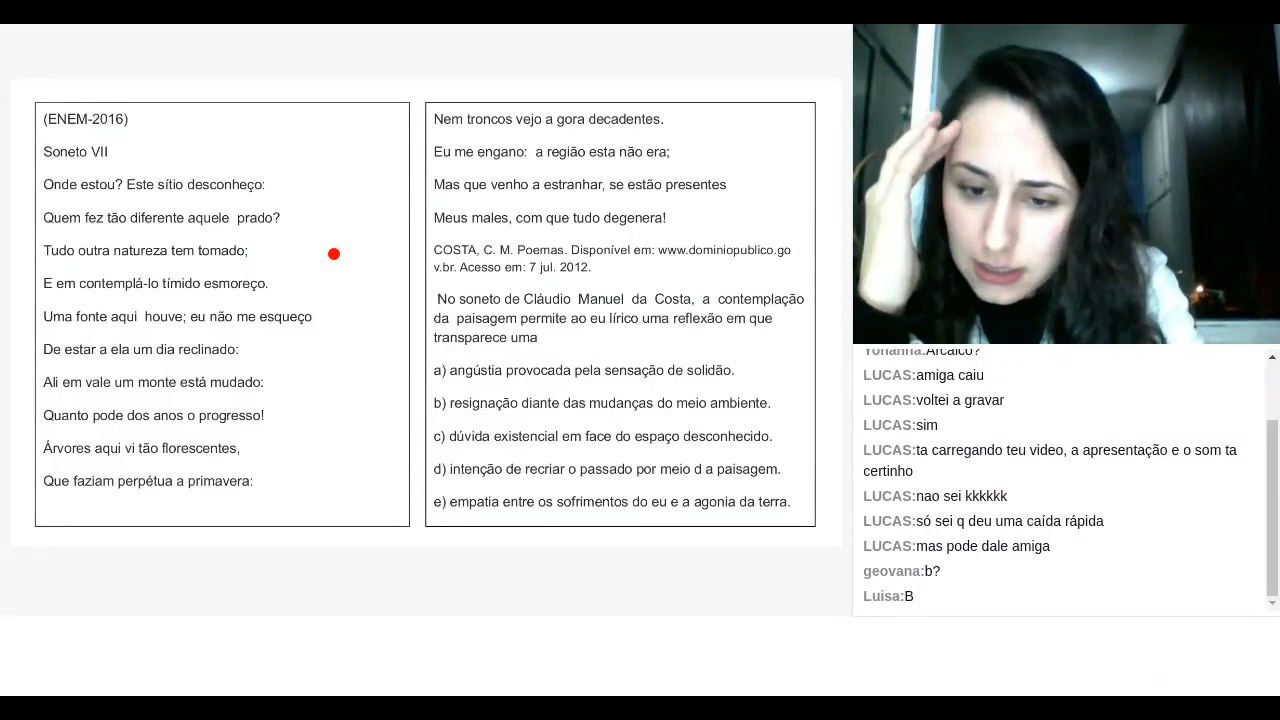 (ENEM-2016)
Soneto VII
Onde estou? Este sítio desconheço:
Quem fez tão diferente aquele prado?
Tudo outra natureza tem tomado;
E em contemplá-lo tímido esmoreço.
Uma fonte aqui houve; eu não me esqueço
De estar a ela um dia reclinado:
Ali em vale um monte está mudado:
Quanto pode dos anos o progresso!
Árvores aqui vi tão florescentes,
Que faziam perpétua a primavera:
Nem troncos vejo a gora decadentes.
Eu me engano: a região esta não era;
Mas que venho a estranhar, se estão presentes
Meus males, com que tudo degenera!
COSTA, C. M. Poemas. Disponível em: www.dominiopublico.go
v.br. Acesso em: 7 jul. 2012.
No soneto de Cláudio Manuel da Costa, a contemplação
da paisagem permite ao eu lírico uma reflexão em que
transparece uma
a) angústia provocada pela sensação de solidão.
b) resignação diante das mudanças do meio ambiente.
c) dúvida existencial em face do espaço desconhecido.
d) intenção de recriar o passado por meio d a paisagem.
e) empatia entre os sofrimentos do eu e a agonia da terra.
Yohanna:Arcaico?
LUCAS:amiga caiu
LUCAS:voltei a gravar
LUCAS:sim
LUCAS:ta carregando teu video, a apresentação e o som ta
certinho
LUCAS:nao sei kkkkkk
LUCAS:só sei q deu uma caída rápida
LUCAS:mas pode dale amiga
geovana:b?
Luisa:B